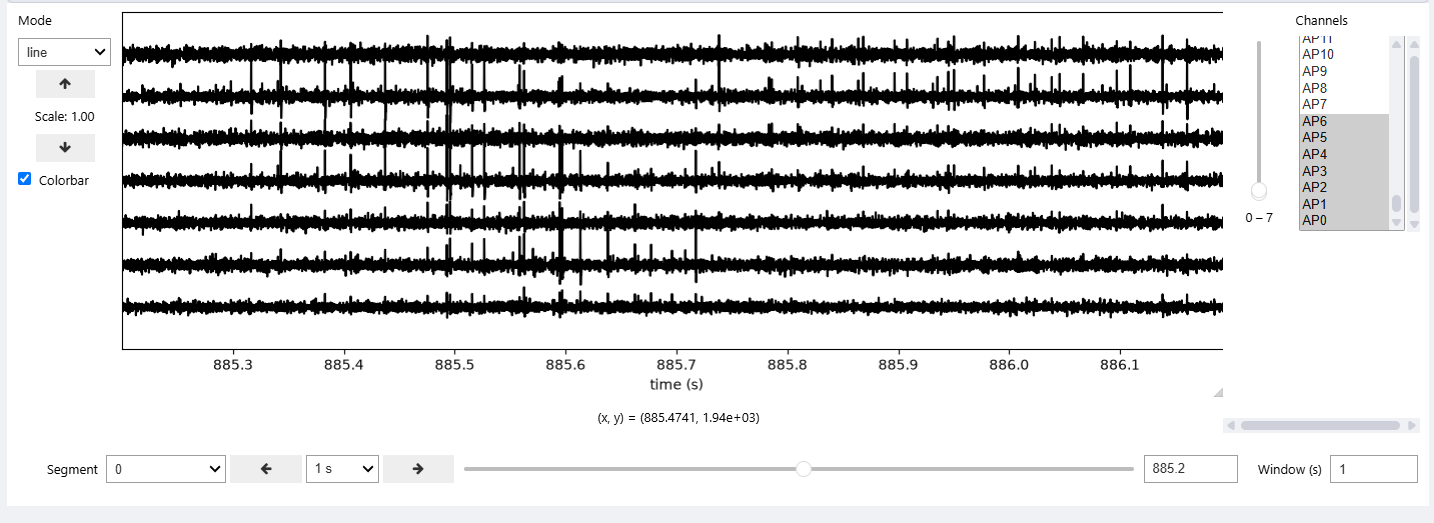 Mode
line
Scale: 1.00
Colorbar
885.3 885.4 885.5 885.6 885.7 885.8 885.9 886.0 886.1
time (s)
(x, y) = (885.4741, 1.94e+03)
Channels
AP11
AP10
AP9
AP8
AP7
AP6
AP5
AP4
AP3
AP2
AP1
AP0
0 – 7
Segment 0 1 s 885.2 Window (s) 1